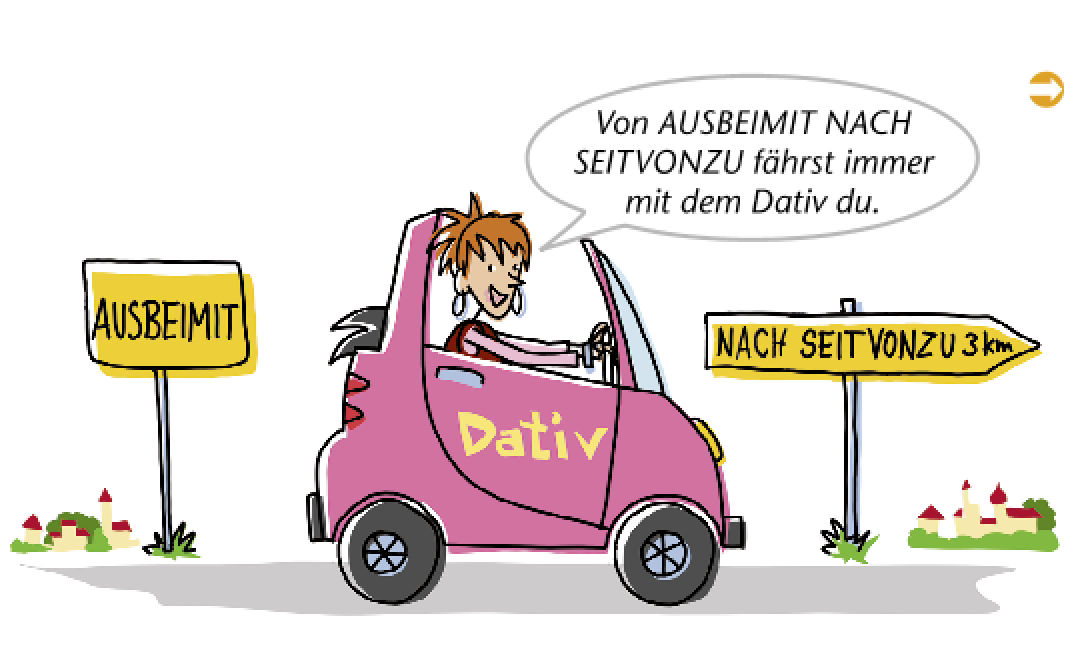 Von AUSBEIMIT NACH
SEITVONZU fährst immer
mit dem Dativ du.
AUSBEIMIT
NACH SEITVONZU 3 km
Dativ